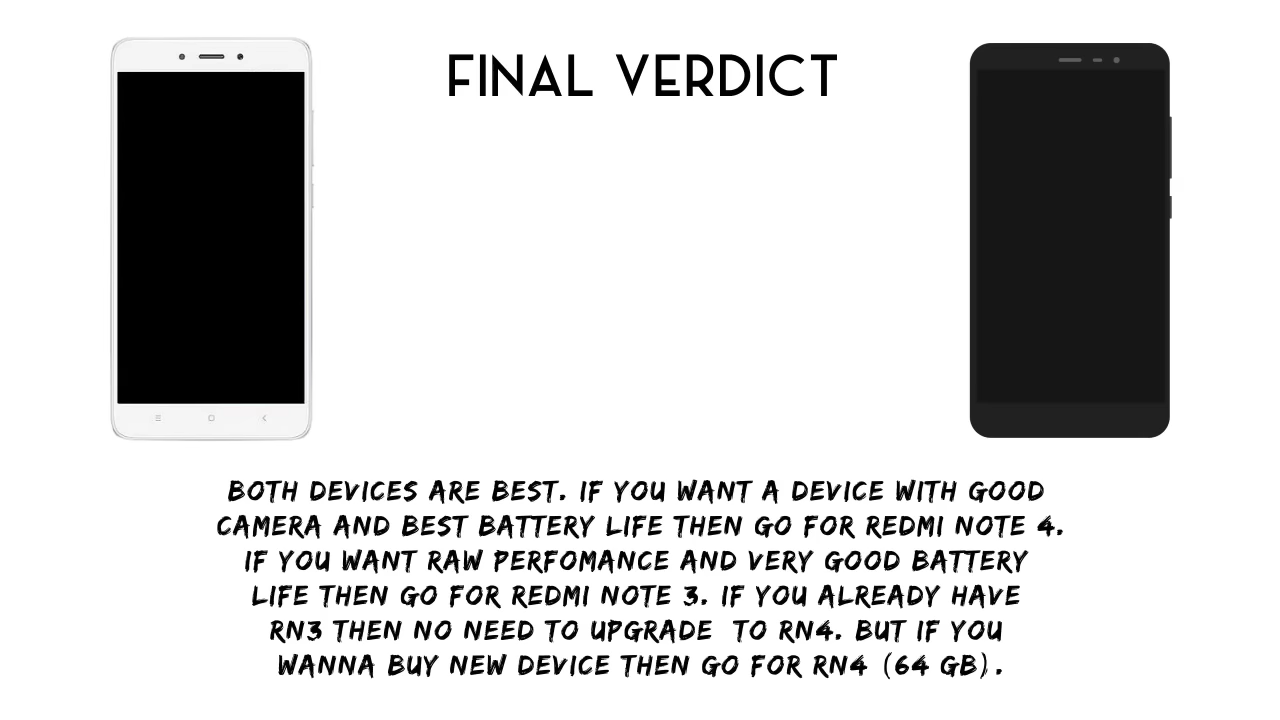 FINAL VERDICT
BOTH DEVICES ARE BEST. IF YOU WANT A DEVICE WITH GOOD
CAMERA AND BEST BATTERY LIFE THEN GO FOR REDMI NOTE 4.
IF YOU WANT RAW PERFOMANCE AND VERY GOOD BATTERY
LIFE THEN GO FOR REDMI NOTE 3. IF YOU ALREADY HAVE
RN3 THEN NO NEED TO UPGRADE  TO RN4. BUT IF YOU
WANNA BUY NEW DEVICE THEN GO FOR RN4 (64 GB).